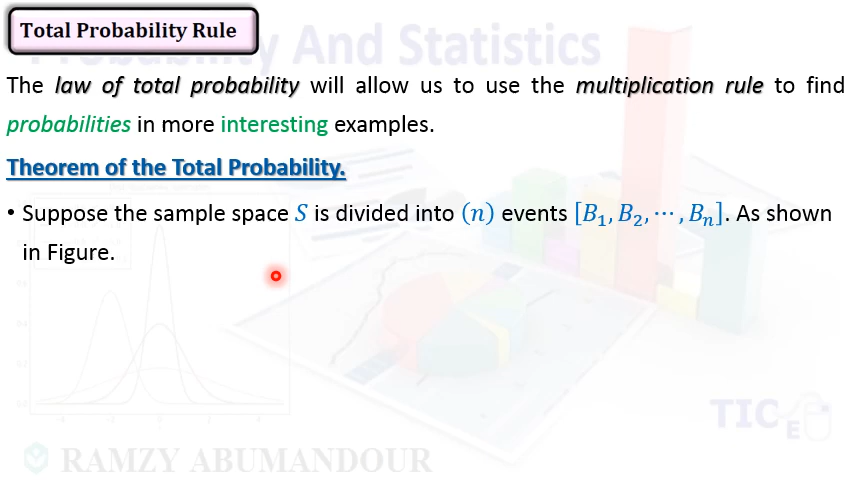 Total Probability Rule
Probability And Statistics
The law of total probability will allow us to use the multiplication rule to find
probabilities in more interesting examples.
Theorem of the Total Probability.
• Suppose the sample space S is divided into (n) events [B₁, B₂, ⋯, Bₙ]. As shown
in Figure.
TIC
E
RAMZY ABUMANDOUR